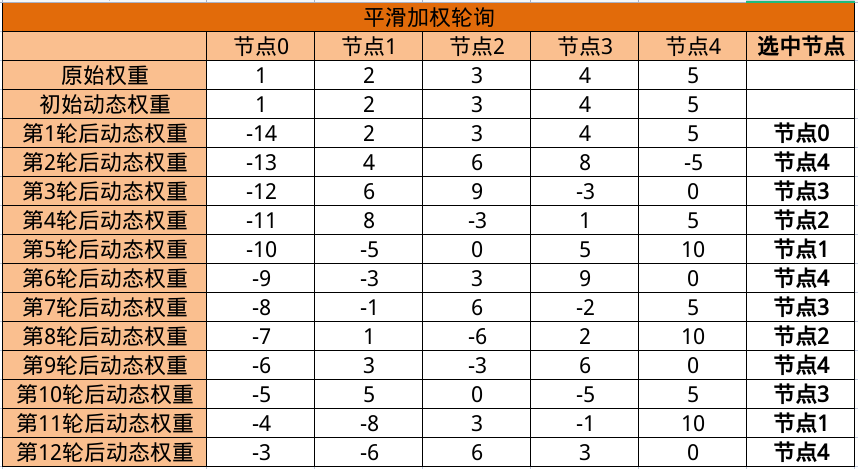 平滑加权轮询
节点0 节点1 节点2 节点3 节点4 选中节点
原始权重 1 2 3 4 5
初始动态权重 1 2 3 4 5
第1轮后动态权重 -14 2 3 4 5 节点0
第2轮后动态权重 -13 4 6 8 -5 节点4
第3轮后动态权重 -12 6 9 -3 0 节点3
第4轮后动态权重 -11 8 -3 1 5 节点2
第5轮后动态权重 -10 -5 0 5 10 节点1
第6轮后动态权重 -9 -3 3 9 0 节点4
第7轮后动态权重 -8 -1 6 -2 5 节点3
第8轮后动态权重 -7 1 -6 2 10 节点2
第9轮后动态权重 -6 3 -3 6 0 节点4
第10轮后动态权重 -5 5 0 -5 5 节点3
第11轮后动态权重 -4 -8 3 -1 10 节点1
第12轮后动态权重 -3 -6 6 3 0 节点4